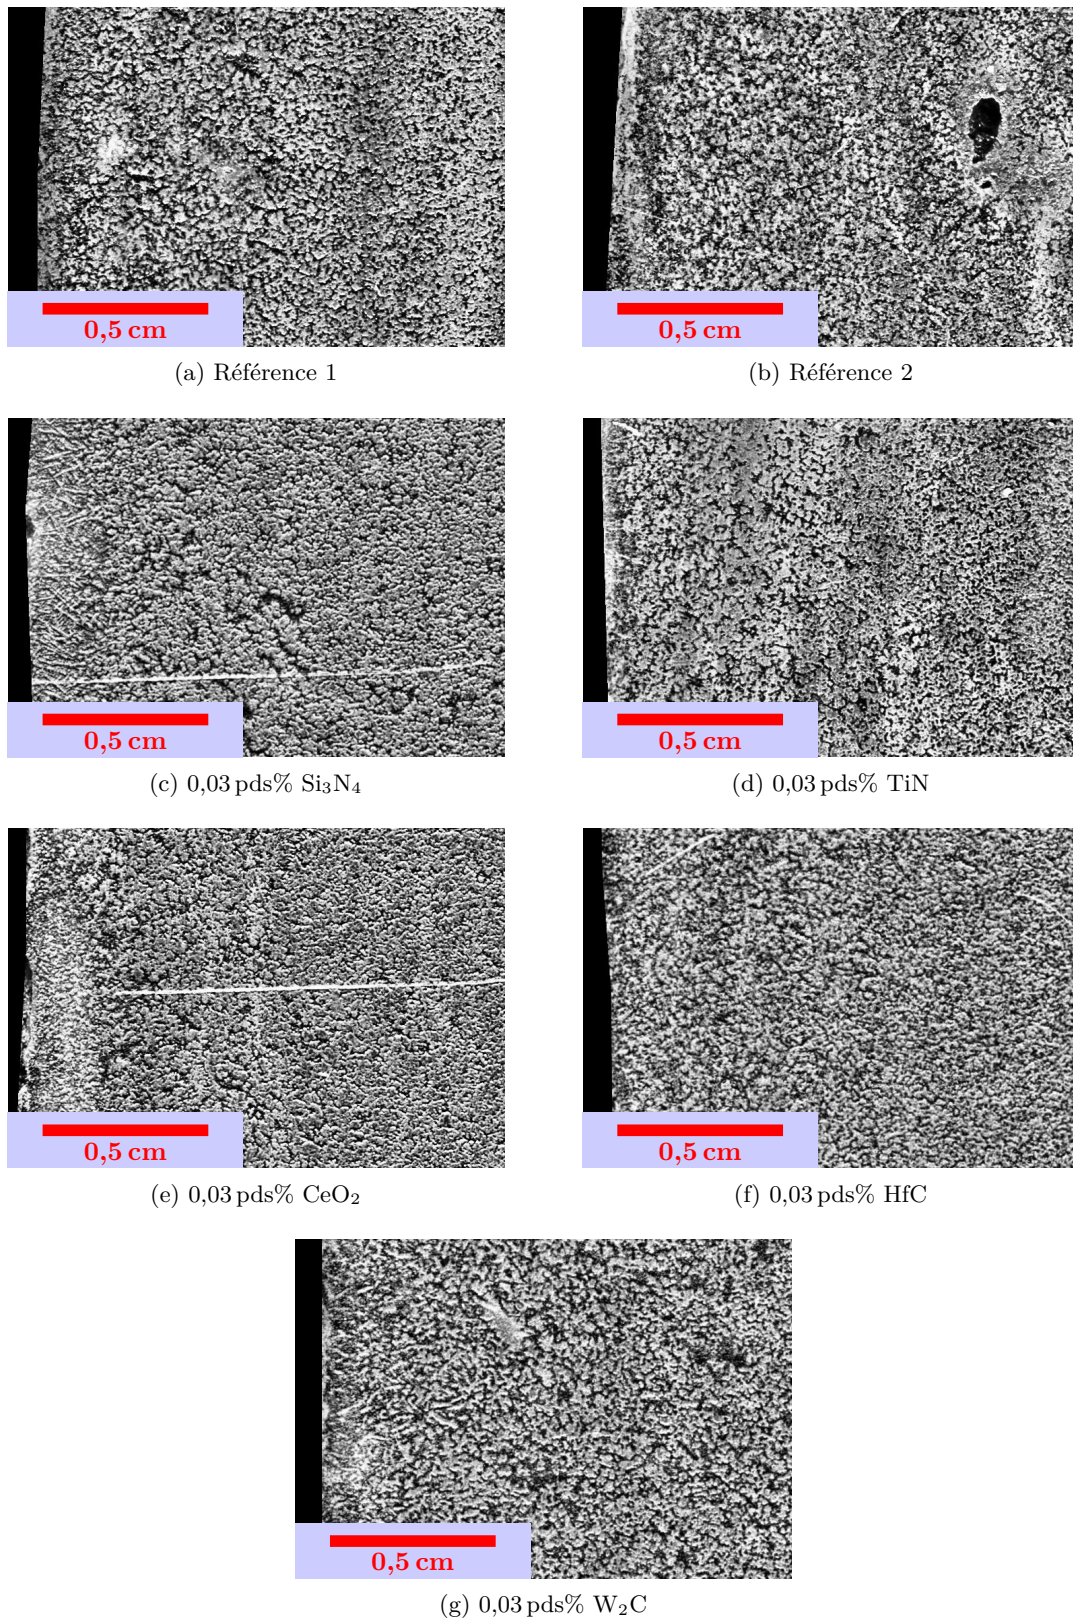 0,5 cm
0,5 cm
(a) Référence 1
(b) Référence 2
0,5 cm
0,5 cm
(c) 0,03 pds% Si₃N₄
(d) 0,03 pds% TiN
0,5 cm
0,5 cm
(e) 0,03 pds% CeO₂
(f) 0,03 pds% HfC
0,5 cm
(g) 0,03 pds% W₂C